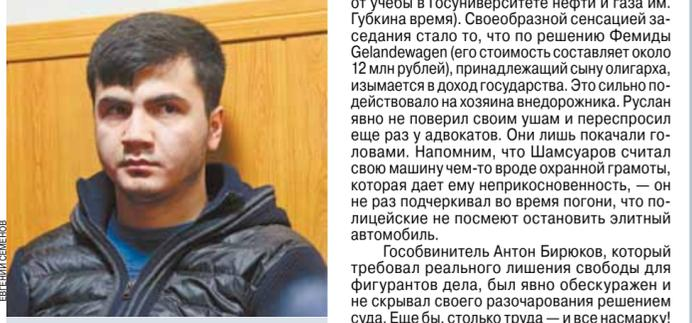 ЕВГЕНИЙ СЕМЕНОВ
от учебы в Госуниверситете нефти и газа им.
Губкина время). Своеобразной сенсацией за-
седания стало то, что по решению Фемиды
Gelandewagen (его стоимость составляет около
12 млн рублей), принадлежащий сыну олигарха,
изымается в доход государства. Это сильно по-
действовало на хозяина внедорожника. Руслан
явно не поверил своим ушам и переспросил
еще раз у адвокатов. Они лишь покачали го-
ловами. Напомним, что Шамсуаров считал
свою машину чем-то вроде охранной грамоты,
которая дает ему неприкосновенность, — он
не раз подчеркивал во время погони, что по-
лицейские не посмеют остановить элитный
автомобиль.
Гособвинитель Антон Бирюков, который
требовал реального лишения свободы для
фигурантов дела, был явно обескуражен и
не скрывал своего разочарования решением
суда. Еще бы, столько труда — и все насмарку!